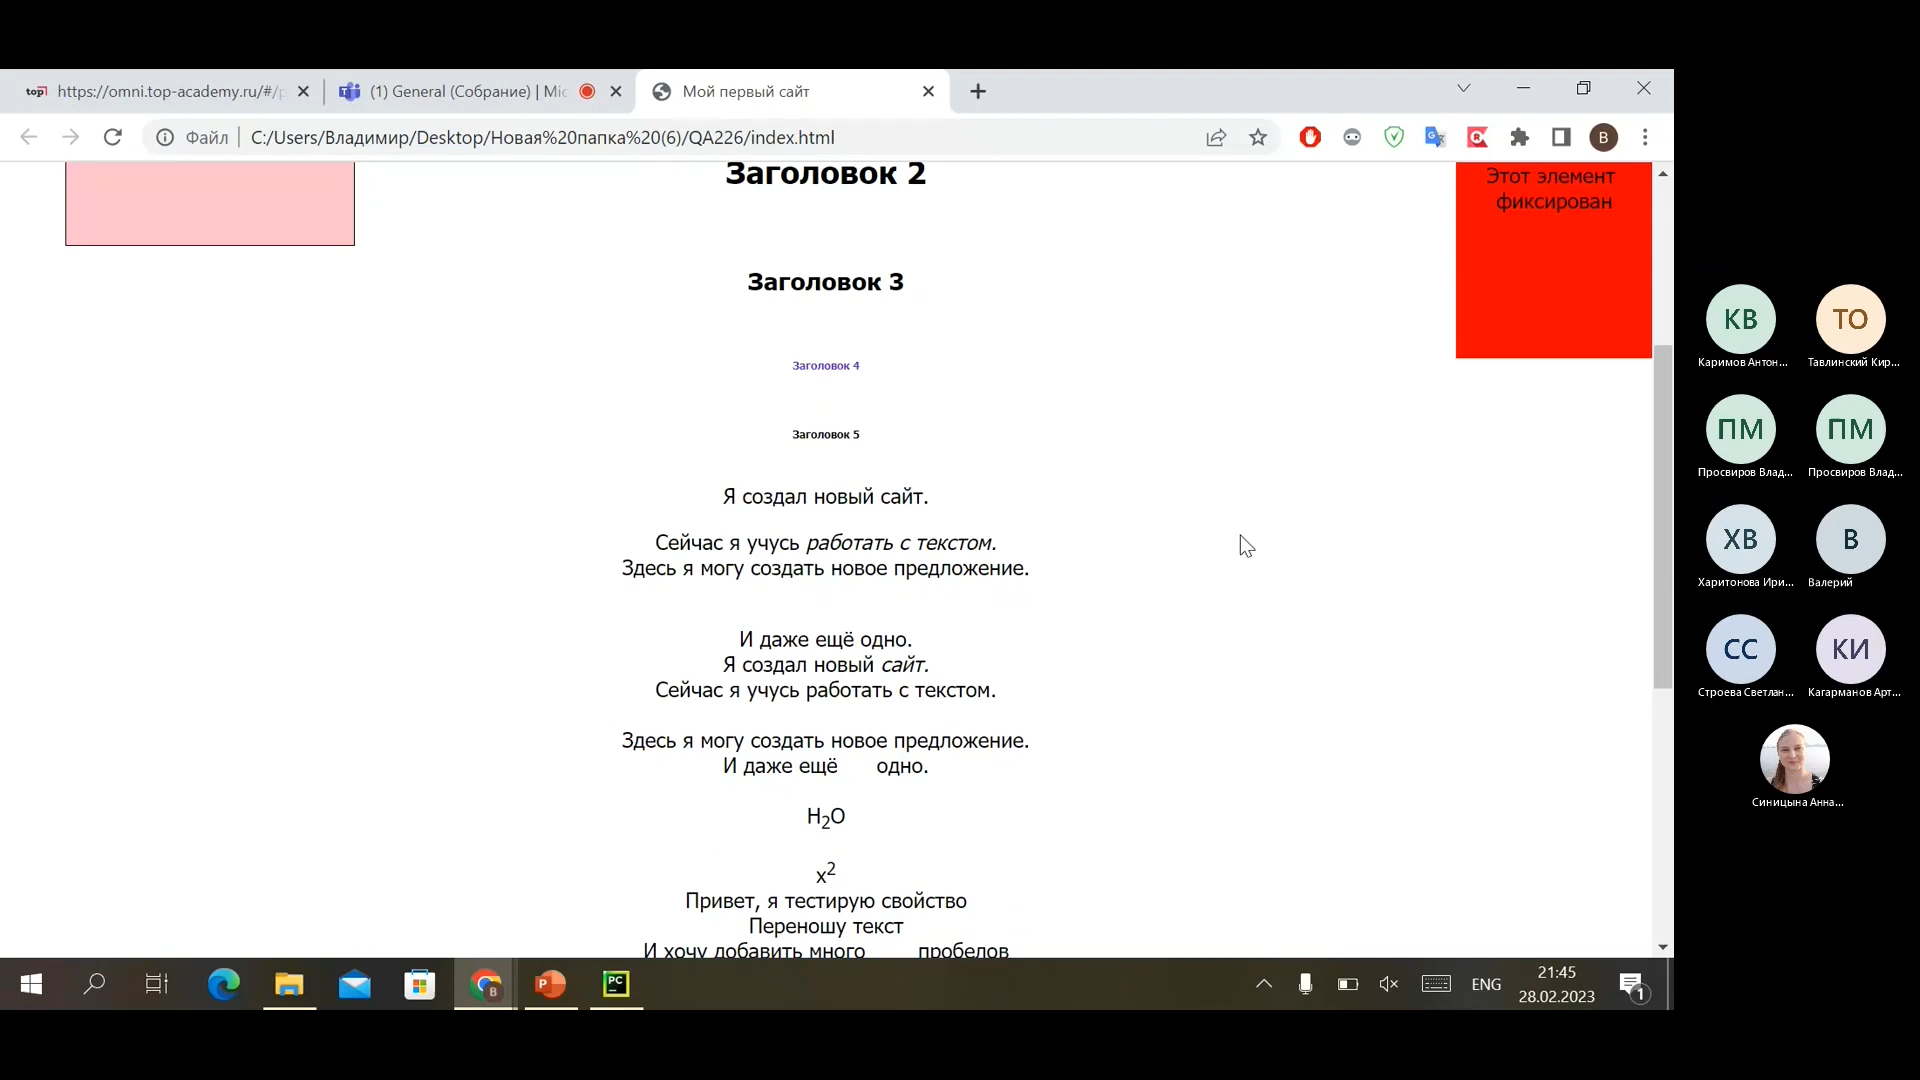 top
https://omni.top-academy.ru/#/p
(1) General (Собрание) | Mic
Мой первый сайт
Файл
C:/Users/Владимир/Desktop/Новая%20папка%20(6)/QA226/index.html
В
Заголовок 2
Этот элемент
фиксирован
Заголовок 3
Заголовок 4
Заголовок 5
Я создал новый сайт.
Сейчас я учусь работать с текстом.
Здесь я могу создать новое предложение.
И даже ещё одно.
Я создал новый сайт.
Сейчас я учусь работать с текстом.
Здесь я могу создать новое предложение.
И даже ещё одно.
H2O
x2
Привет, я тестирую свойство
Переношу текст
И хочу добавить много пробелов
КВ
Каримов Антон...
ТО
Тавлинский Кир...
ПМ
Просвиров Влад...
ПМ
Просвиров Влад...
ХВ
Харитонова Ири...
В
Валерий
СС
Строева Светлан...
КИ
Кагарманов Арт...
Синицына Анна...
PC
ENG
21:45
28.02.2023
1